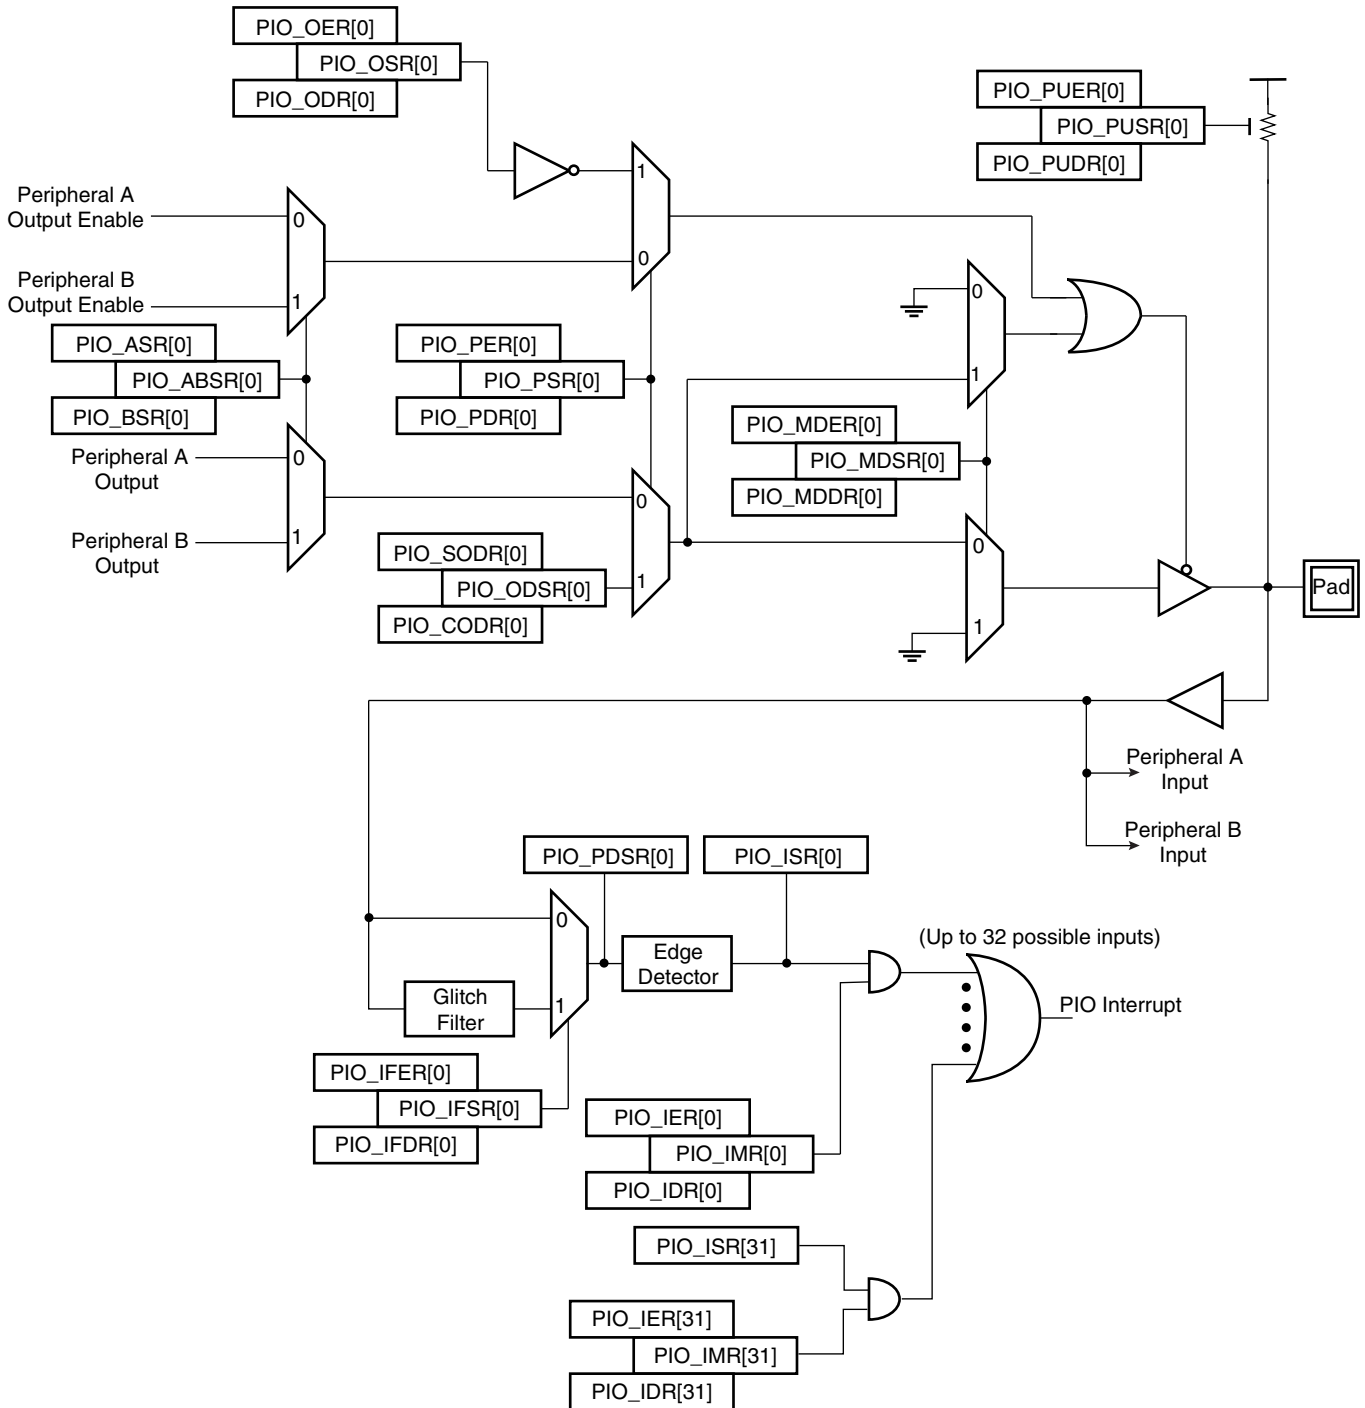 PIO_OER[0]
PIO_OSR[0]
PIO_ODR[0]
PIO_PUER[0]
PIO_PUSR[0]
PIO_PUDR[0]
1
0
Peripheral A
Output Enable
0
Peripheral B
Output Enable
1
PIO_ASR[0]
PIO_ABSR[0]
PIO_BSR[0]
PIO_PER[0]
PIO_PSR[0]
PIO_PDR[0]
0
1
PIO_MDER[0]
PIO_MDSR[0]
PIO_MDDR[0]
Peripheral A
Output
0
Peripheral B
Output
1
0
1
PIO_SODR[0]
PIO_ODSR[0]
PIO_CODR[0]
0
1
Pad
Peripheral A
Input
Peripheral B
Input
PIO_PDSR[0]
PIO_ISR[0]
0
1
Glitch
Filter
Edge
Detector
(Up to 32 possible inputs)
PIO Interrupt
PIO_IFER[0]
PIO_IFSR[0]
PIO_IFDR[0]
PIO_IER[0]
PIO_IMR[0]
PIO_IDR[0]
PIO_ISR[31]
PIO_IER[31]
PIO_IMR[31]
PIO_IDR[31]